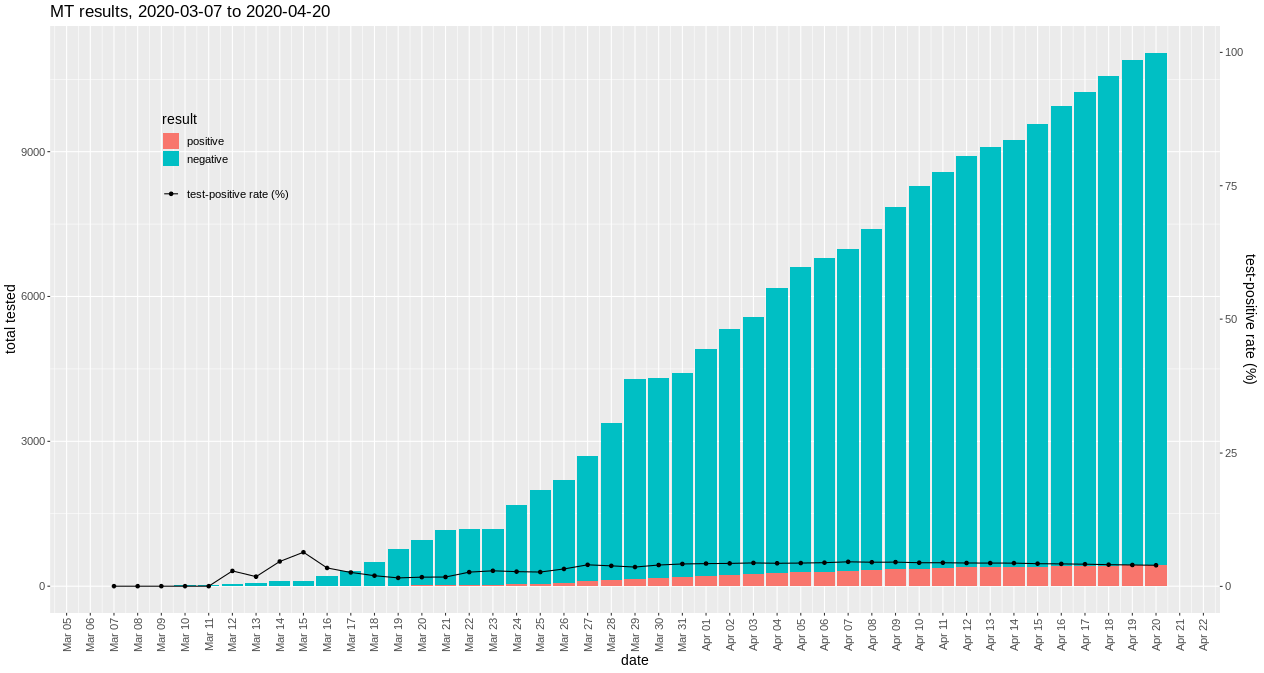 MT results, 2020-03-07 to 2020-04-20
result
positive
negative
test-positive rate (%)
total tested
9000
6000
3000
0
100
75
50
25
0
test-positive rate (%)
Mar 05
Mar 06
Mar 07
Mar 08
Mar 09
Mar 10
Mar 11
Mar 12
Mar 13
Mar 14
Mar 15
Mar 16
Mar 17
Mar 18
Mar 19
Mar 20
Mar 21
Mar 22
Mar 23
Mar 24
Mar 25
Mar 26
Mar 27
Mar 28
Mar 29
Mar 30
Mar 31
Apr 01
Apr 02
Apr 03
Apr 04
Apr 05
Apr 06
Apr 07
Apr 08
Apr 09
Apr 10
Apr 11
Apr 12
Apr 13
Apr 14
Apr 15
Apr 16
Apr 17
Apr 18
Apr 19
Apr 20
Apr 21
Apr 22
date